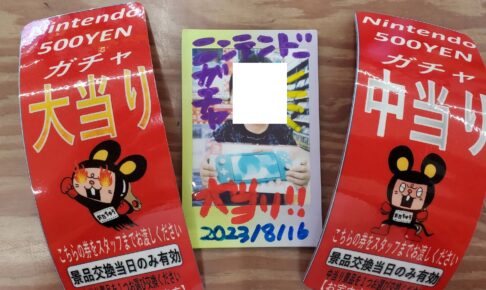 Nintendo
500YEN
ガチャ
大当り
こちらの券をスタッフまでお渡しください
景品交換当日のみ有効
ニンテンドー
ガチャ
大当り!!
2023/8/16
Nintendo
500YEN
ガチャ
中当り
こちらの券をスタッフまでお渡しください
景品交換当日のみ有効